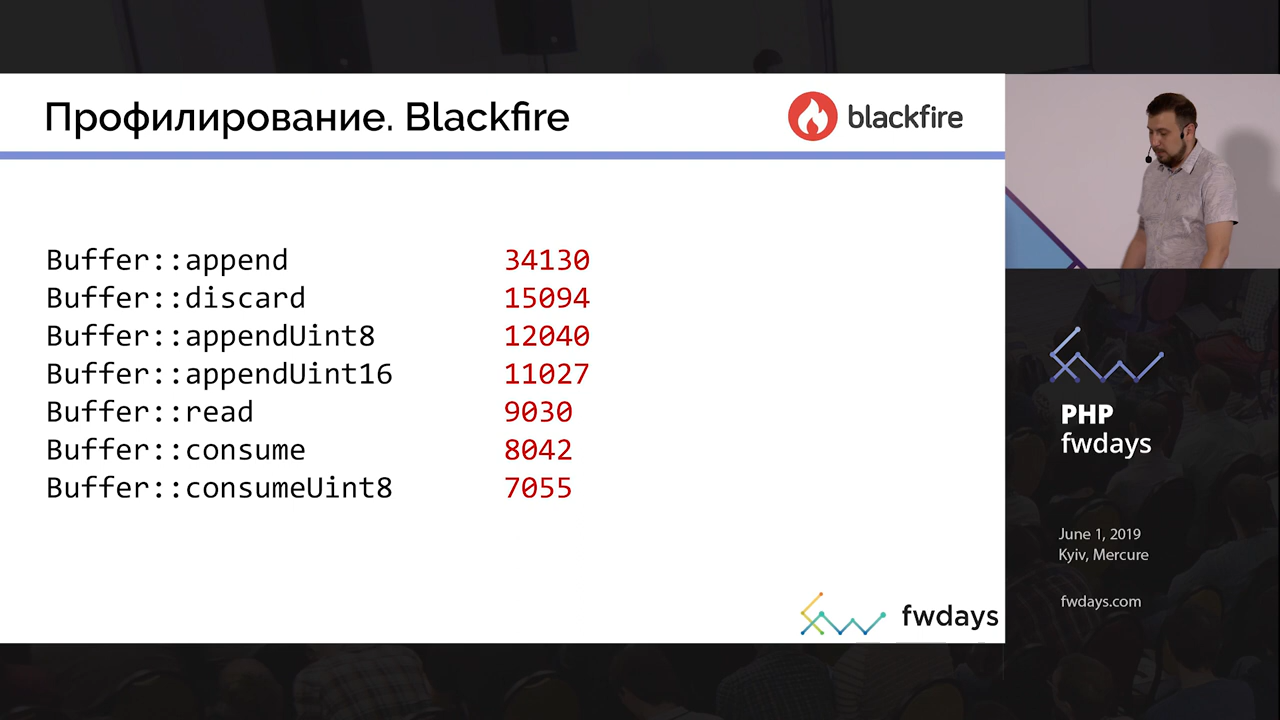 Профилирование. Blackfire
blackfire
Buffer::append 34130
Buffer::discard 15094
Buffer::appendUint8 12040
Buffer::appendUint16 11027
Buffer::read 9030
Buffer::consume 8042
Buffer::consumeUint8 7055
fwdays
PHP
fwdays
June 1, 2019
Kyiv, Mercure
fwdays.com